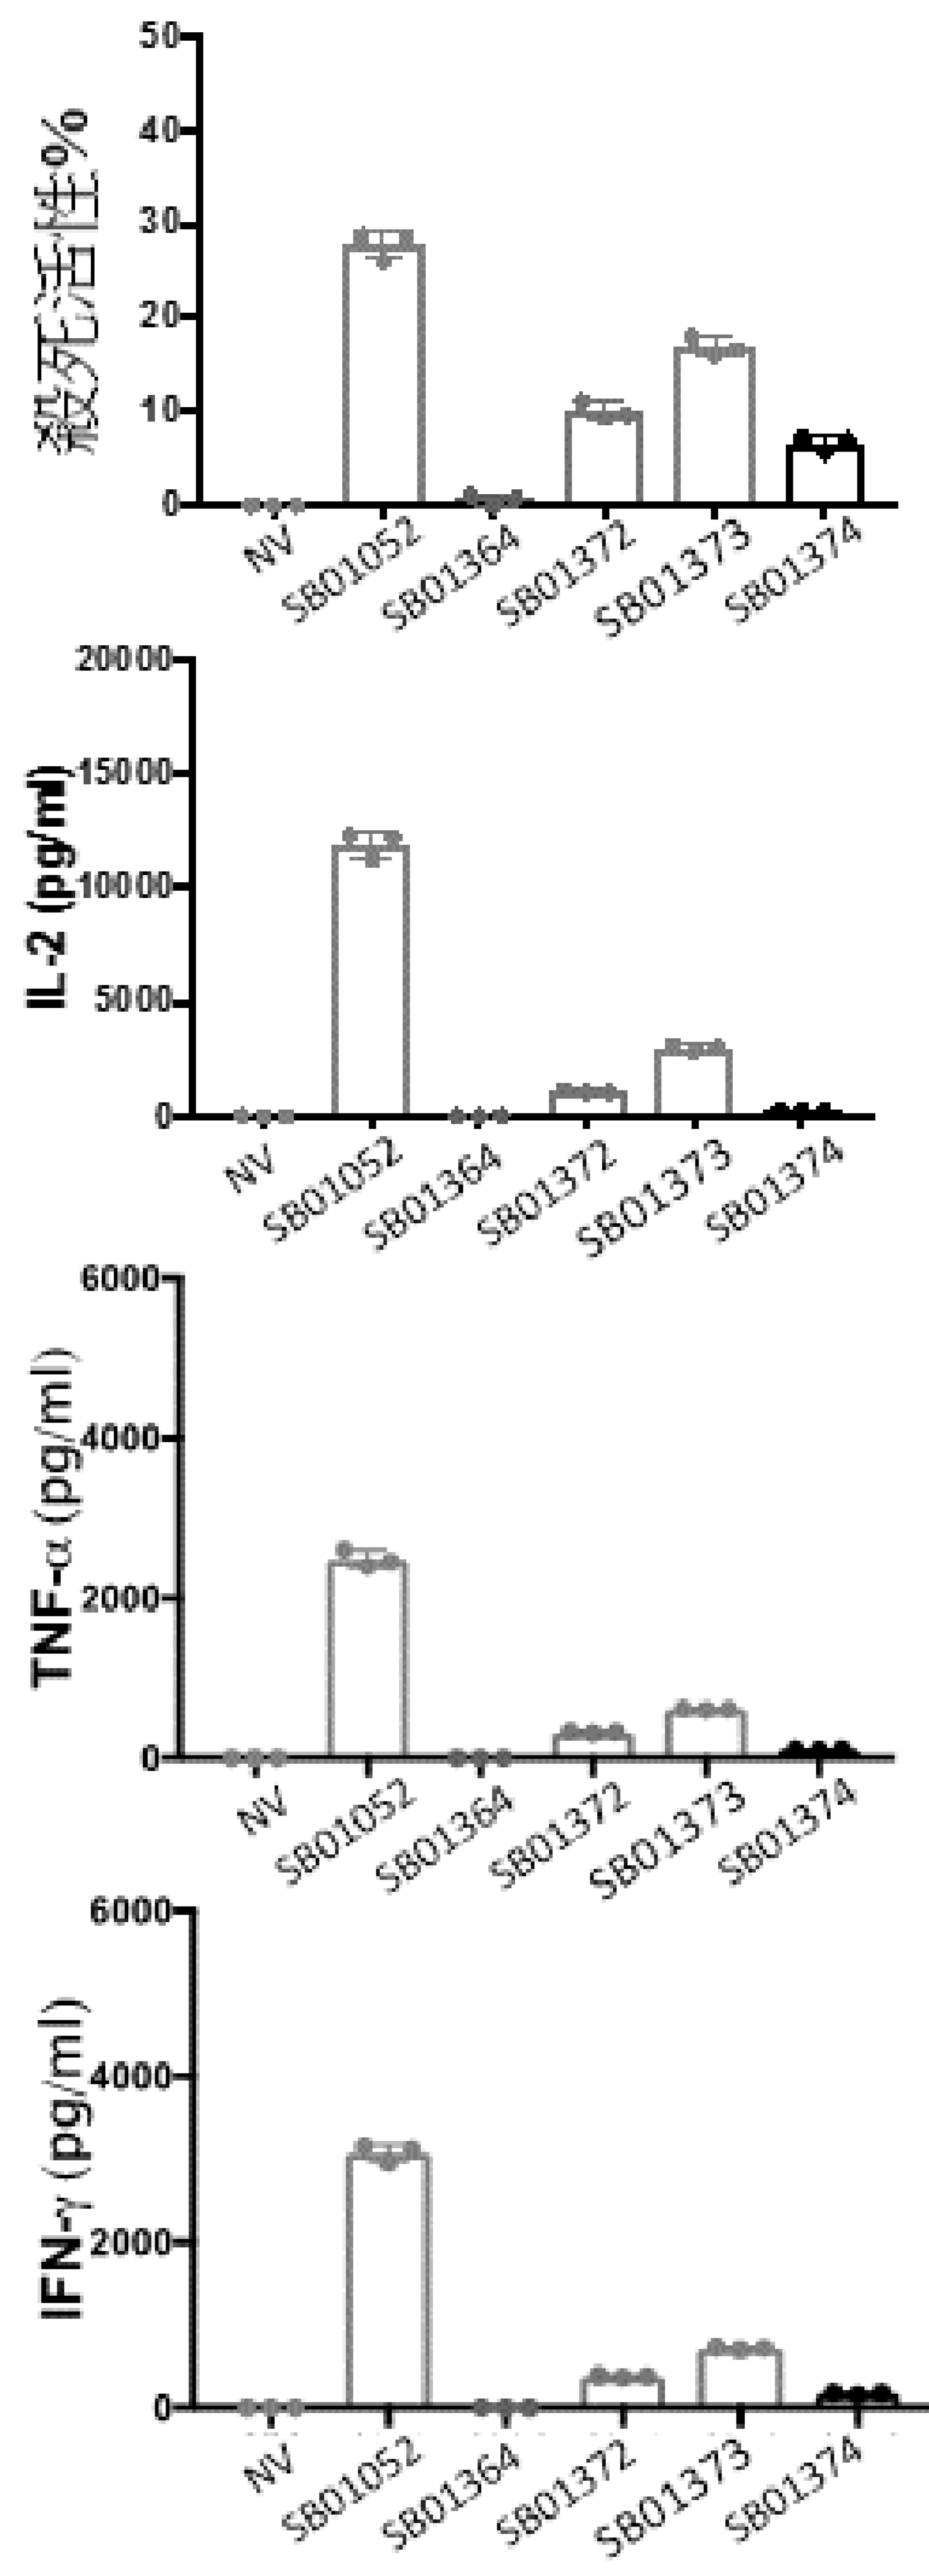 50
40
30
20
10
0
殺死活性%
NV
SB01052
SB01364
SB01372
SB01373
SB01374
20000
15000
10000
5000
0
IL-2 (pg/ml)
NV
SB01052
SB01364
SB01372
SB01373
SB01374
6000
4000
2000
0
TNF-α (pg/ml)
NV
SB01052
SB01364
SB01372
SB01373
SB01374
6000
4000
2000
0
IFN-γ (pg/ml)
NV
SB01052
SB01364
SB01372
SB01373
SB01374